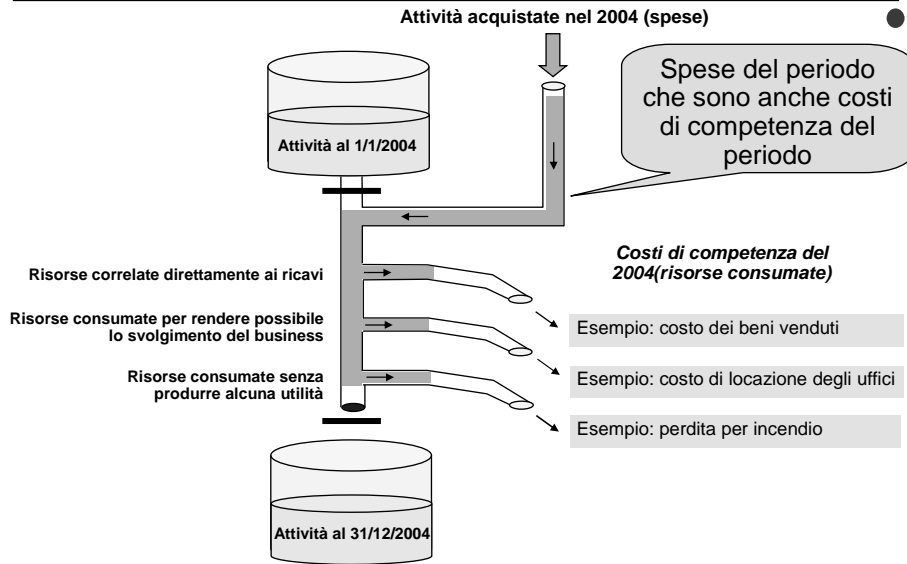 Attività acquistate nel 2004 (spese)
Spese del periodo
che sono anche costi
di competenza del
periodo
Attività al 1/1/2004
Costi di competenza del
2004(risorse consumate)
Risorse correlate direttamente ai ricavi
Esempio: costo dei beni venduti
Risorse consumate per rendere possibile
lo svolgimento del business
Esempio: costo di locazione degli uffici
Risorse consumate senza
produrre alcuna utilità
Esempio: perdita per incendio
Attività al 31/12/2004